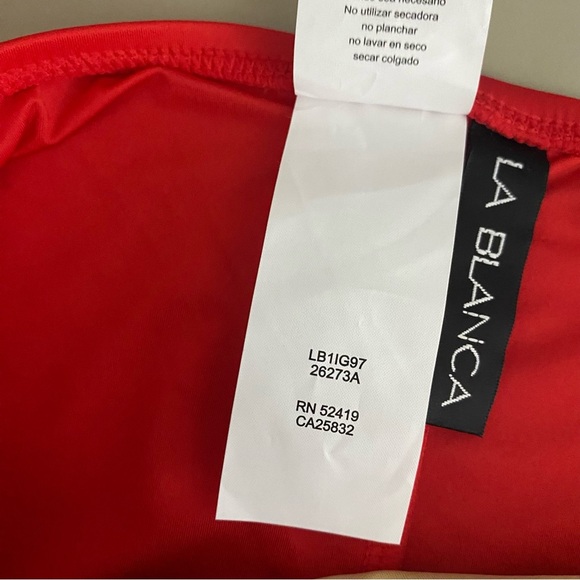 No utilizar secadora
no planchar
no lavar en seco
secar colgado
LA BLANCA
LB1IG97
26273A
RN 52419
CA25832